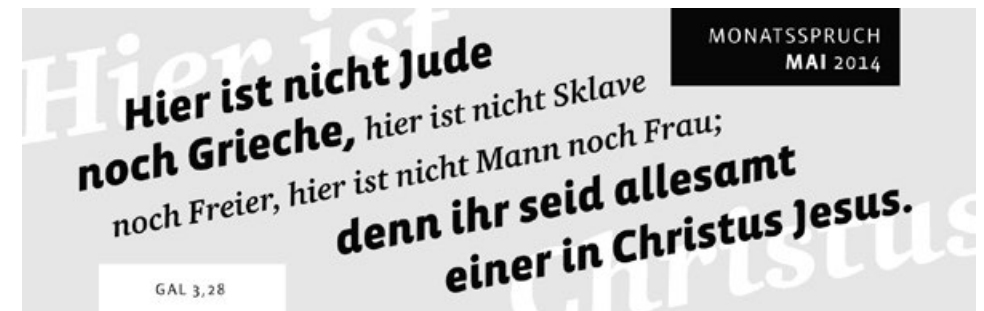 Hier ist
MONATSSPRUCH
MAI 2014
Hier ist nicht Jude
noch Grieche, hier ist nicht Sklave
noch Freier, hier ist nicht Mann noch Frau;
denn ihr seid allesamt
einer in Christus Jesus.
Christus
GAL 3,28